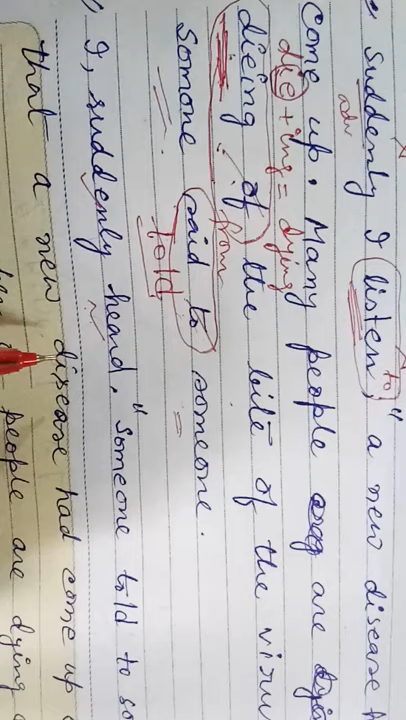 Suddenly I listen, "a new disease
adv to
come up. Many people are
die + ing = dying
dieing of the bite of the virus
from
Somone said to someone.
told
I, suddenly heard, "Someone told to so
that a new disease had come up
people are dying